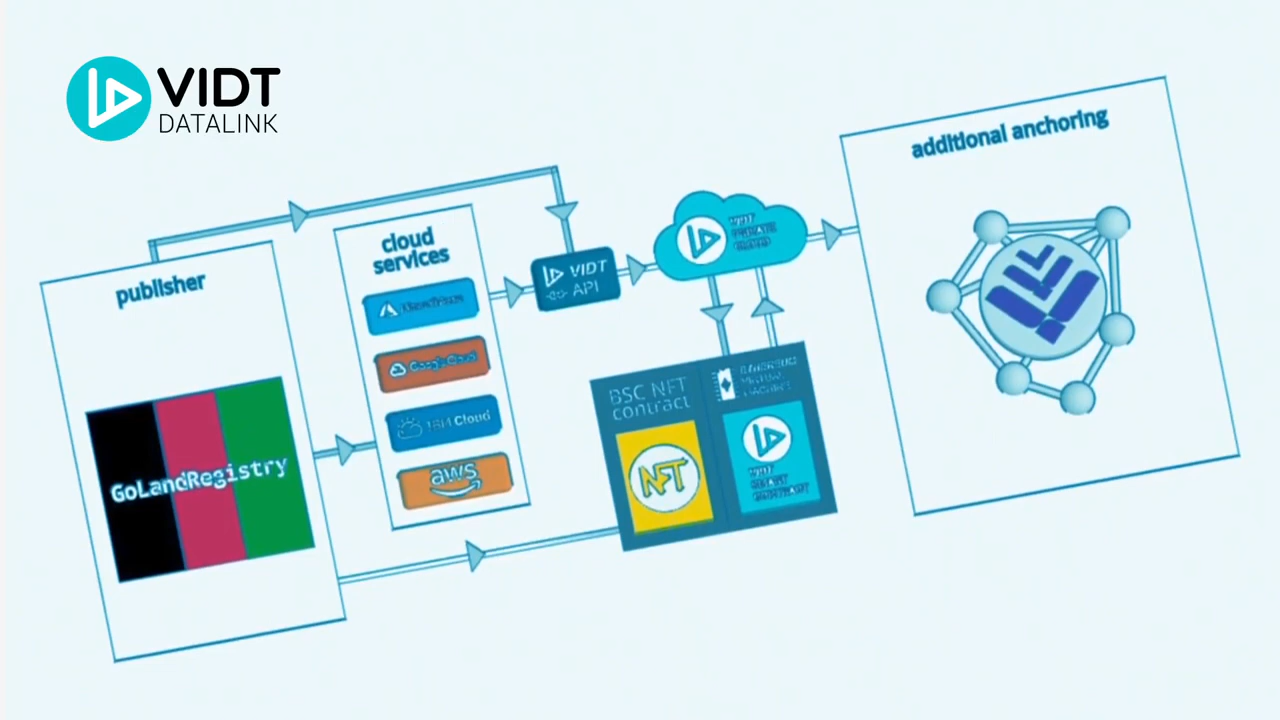 VIDT
DATALINK
additional anchoring
publisher
cloud
services
VIDT
API
Google Cloud
IBM Cloud
aws
BSC NFT
contract
NFT
VIDT
GoLandRegistry